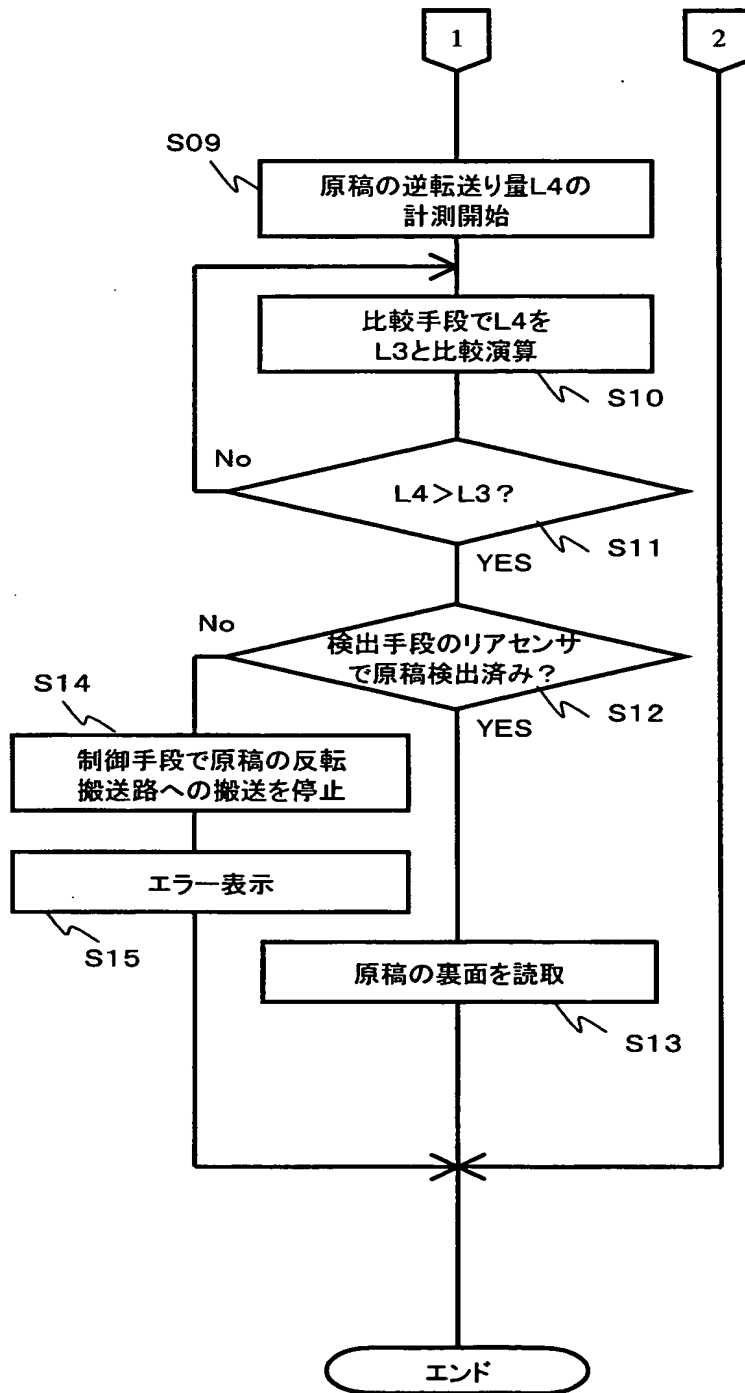 1
2
S09
原稿の逆転送り量L4の
計測開始
比較手段でL4を
L3と比較演算
S10
No
L4＞L3？
S11
YES
No
検出手段のリアセンサ
で原稿検出済み？
S12
YES
S14
制御手段で原稿の反転
搬送路への搬送を停止
エラー表示
S15
原稿の裏面を読取
S13
エンド